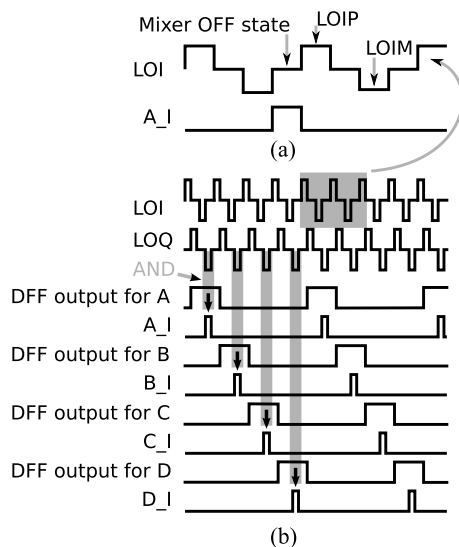 LOIP
Mixer OFF state
LOIM
LOI
A_I
(a)
LOI
LOQ
AND
DFF output for A
A_I
DFF output for B
B_I
DFF output for C
C_I
DFF output for D
D_I
(b)